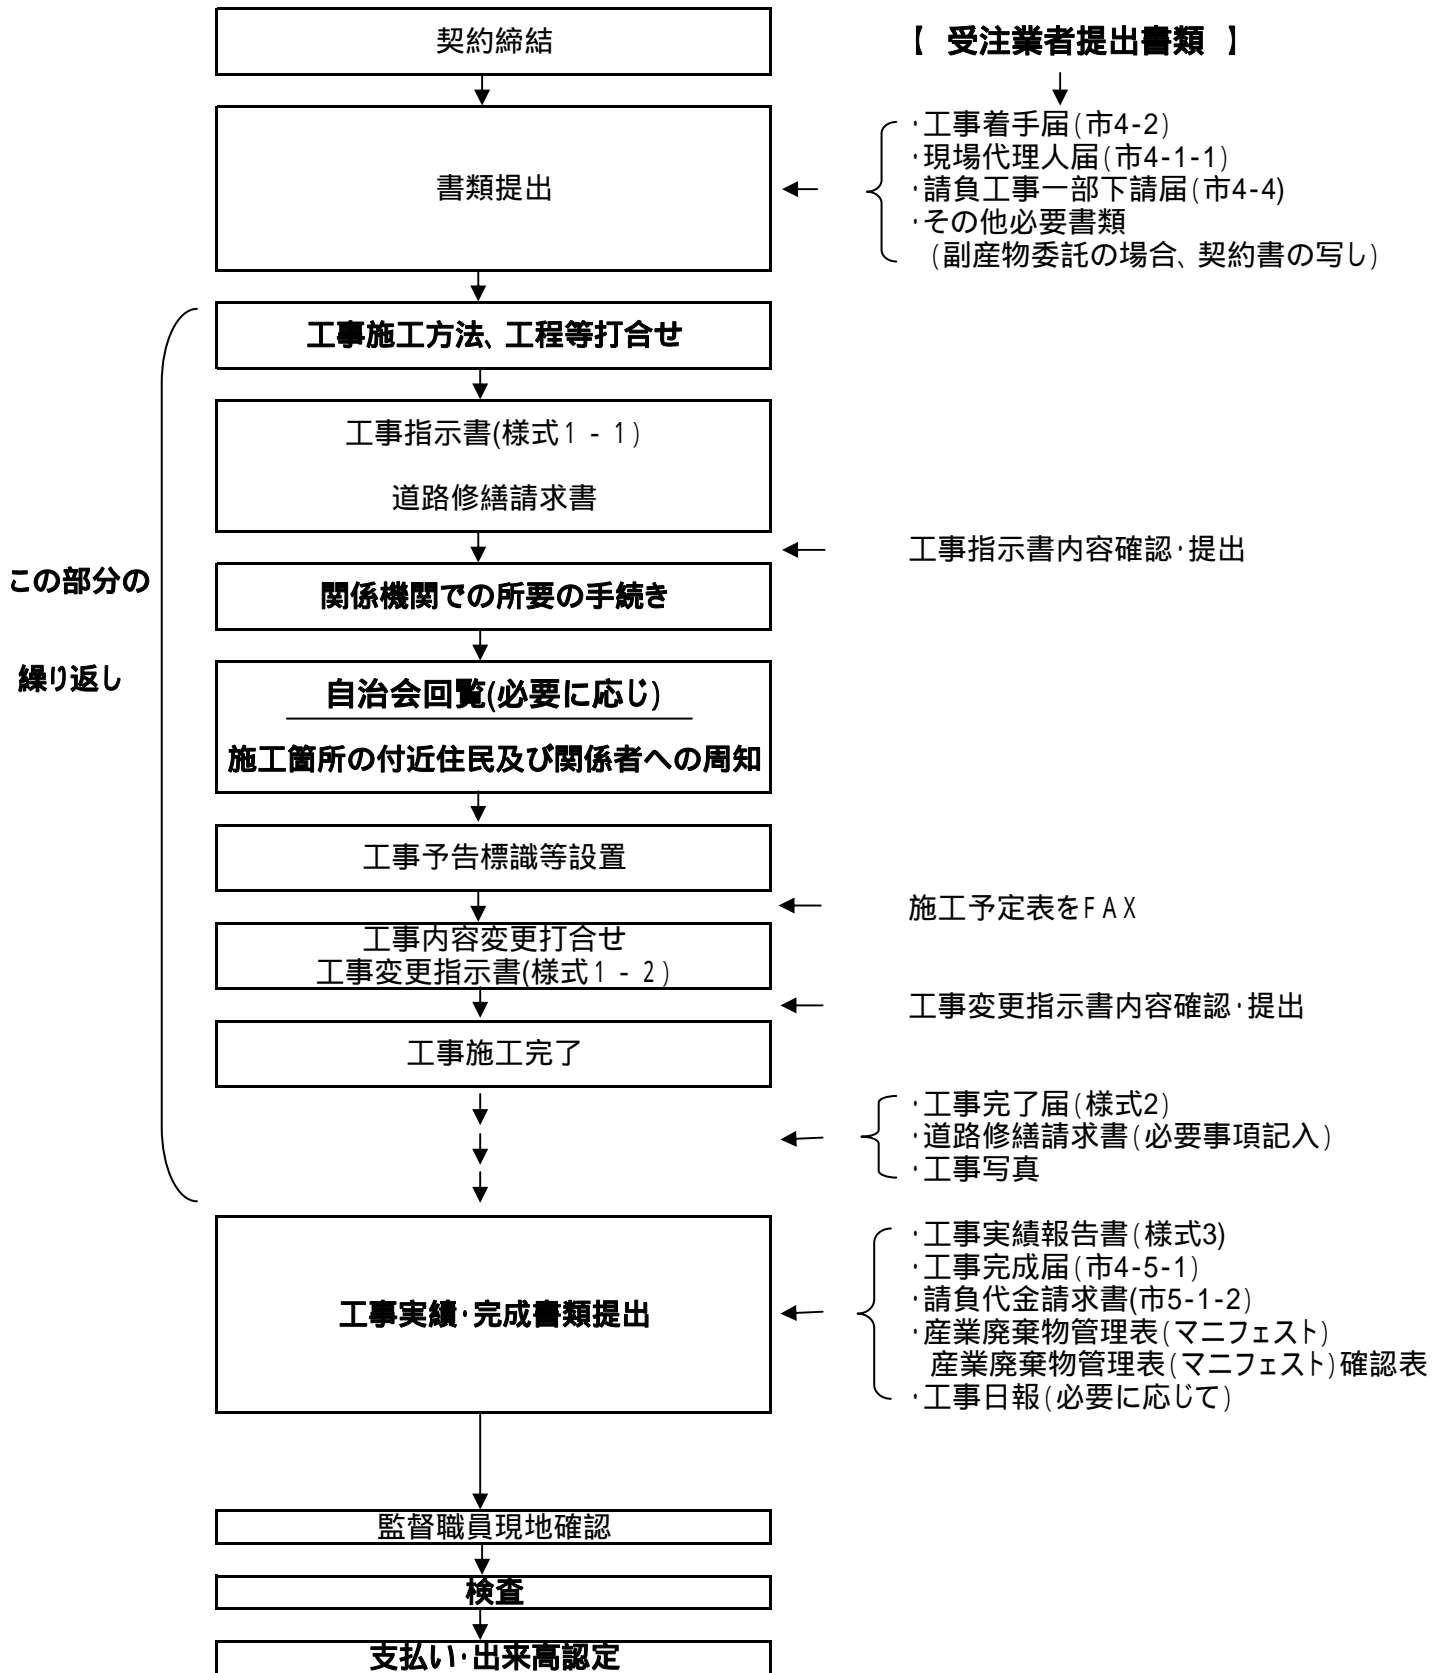 契約締結
【 受注業者提出書類 】
書類提出
・工事着手届(市4-2)
・現場代理人届(市4-1-1)
・請負工事一部下請届(市4-4)
・その他必要書類
(副産物委託の場合、契約書の写し)
工事施工方法、工程等打合せ
工事指示書(様式1-1)
道路修繕請求書
工事指示書内容確認・提出
この部分の
繰り返し
関係機関での所要の手続き
自治会回覧(必要に応じ)
施工箇所の付近住民及び関係者への周知
工事予告標識等設置
施工予定表をFAX
工事内容変更打合せ
工事変更指示書(様式1-2)
工事変更指示書内容確認・提出
工事施工完了
・工事完了届(様式2)
・道路修繕請求書(必要事項記入)
・工事写真
工事実績・完成書類提出
・工事実績報告書(様式3)
・工事完成届(市4-5-1)
・請負代金請求書(市5-1-2)
・産業廃棄物管理表(マニフェスト)
産業廃棄物管理表(マニフェスト)確認表
・工事日報(必要に応じて)
監督職員現地確認
検査
支払い・出来高認定